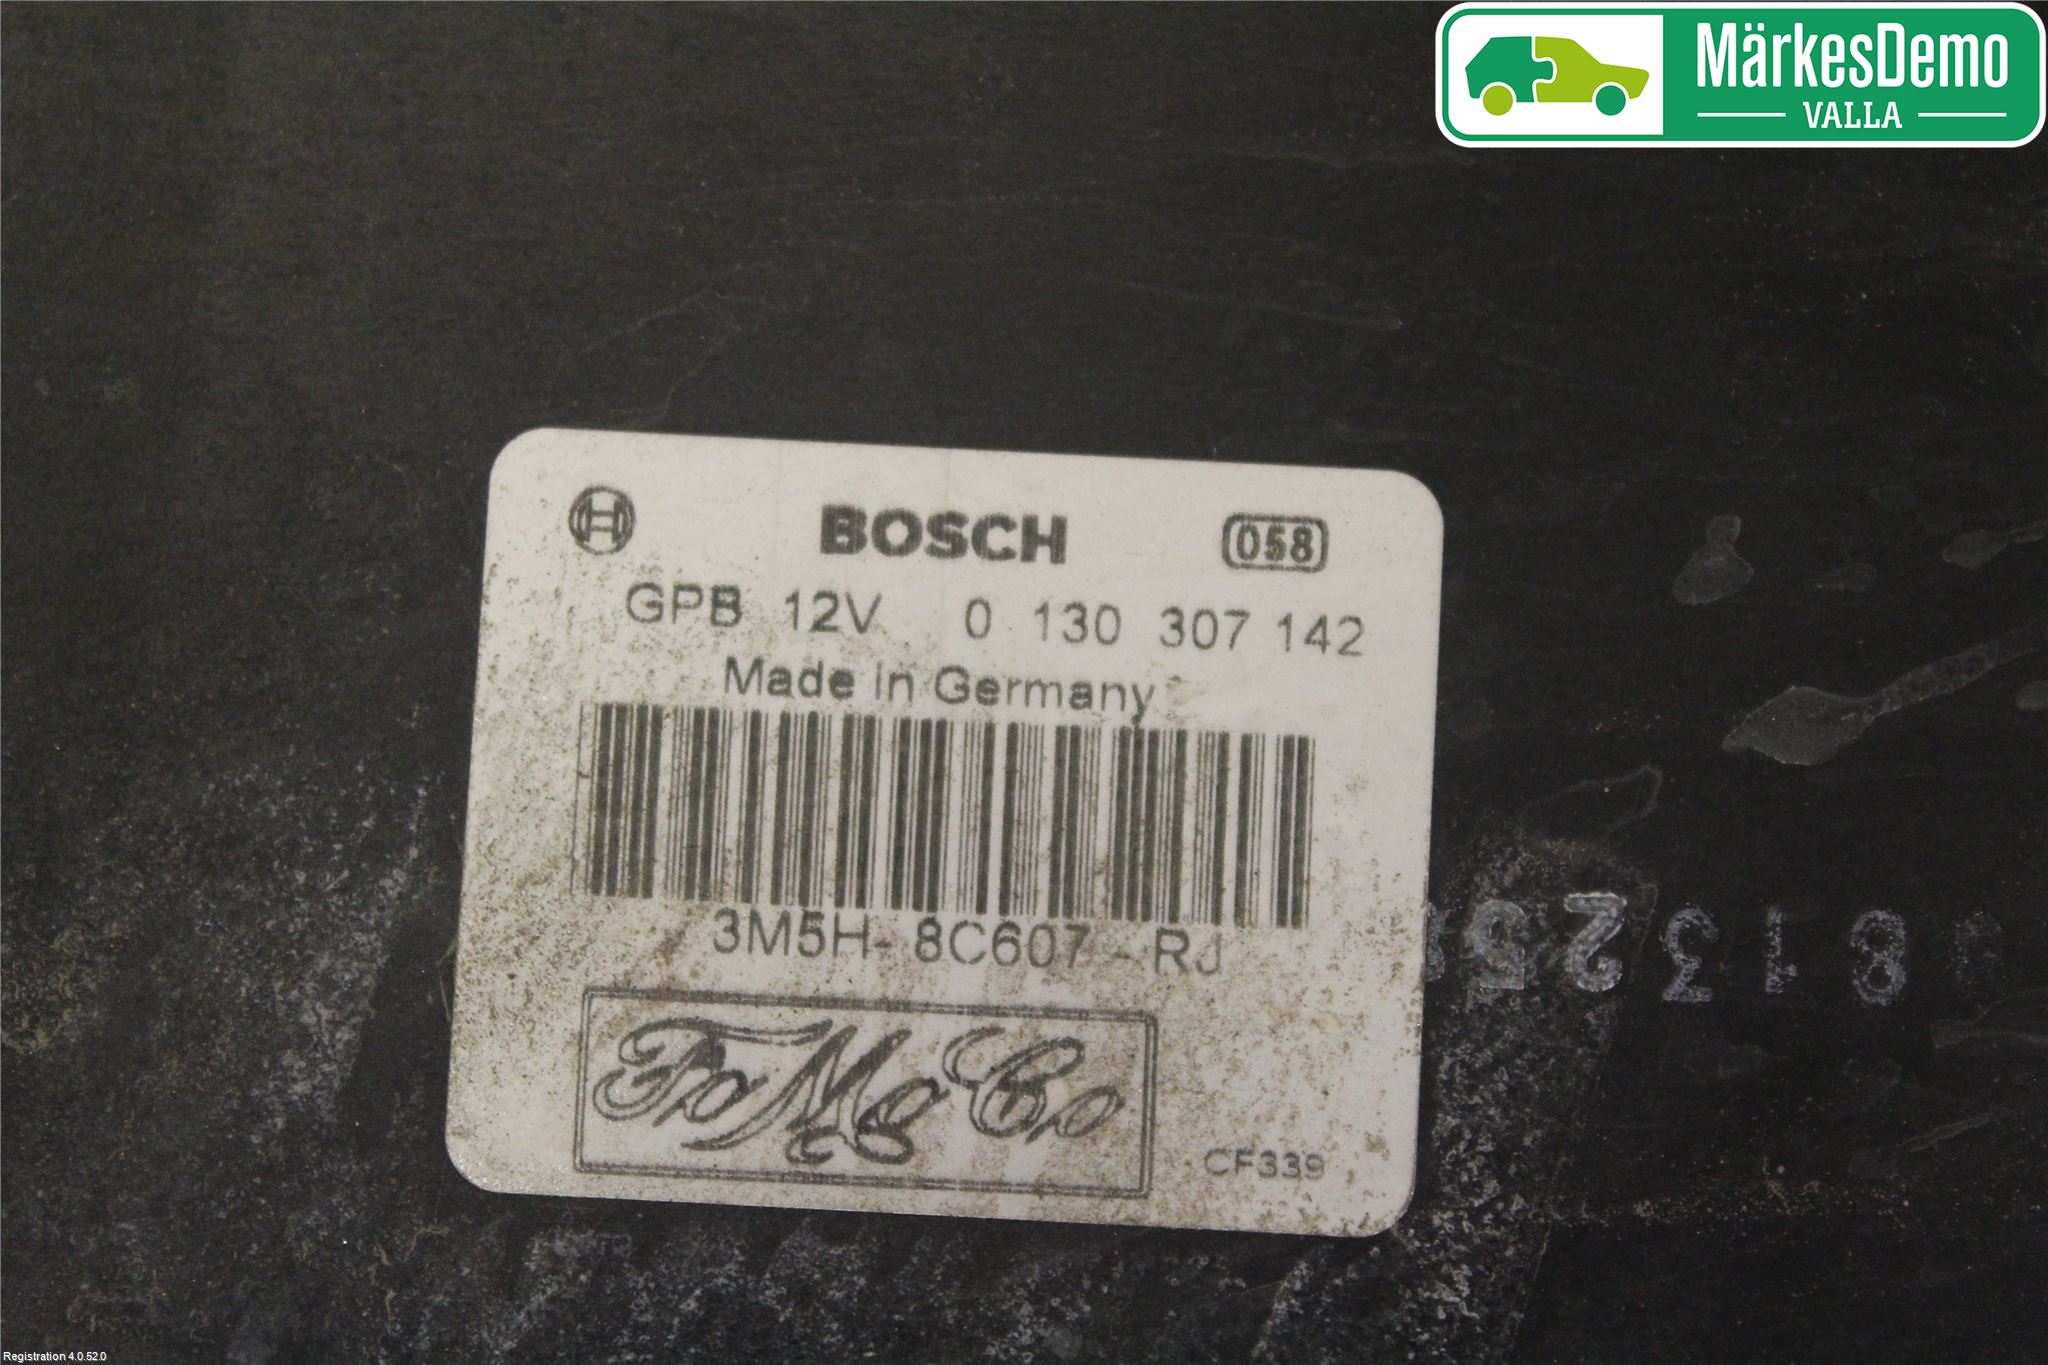 MärkesDemo
VALLA
BOSCH 058
GPB 12V 0 130 307 142
Made in Germany
3M5H-8C607-RJ
FoMoCo
CF339
Registration 4.0.52.0